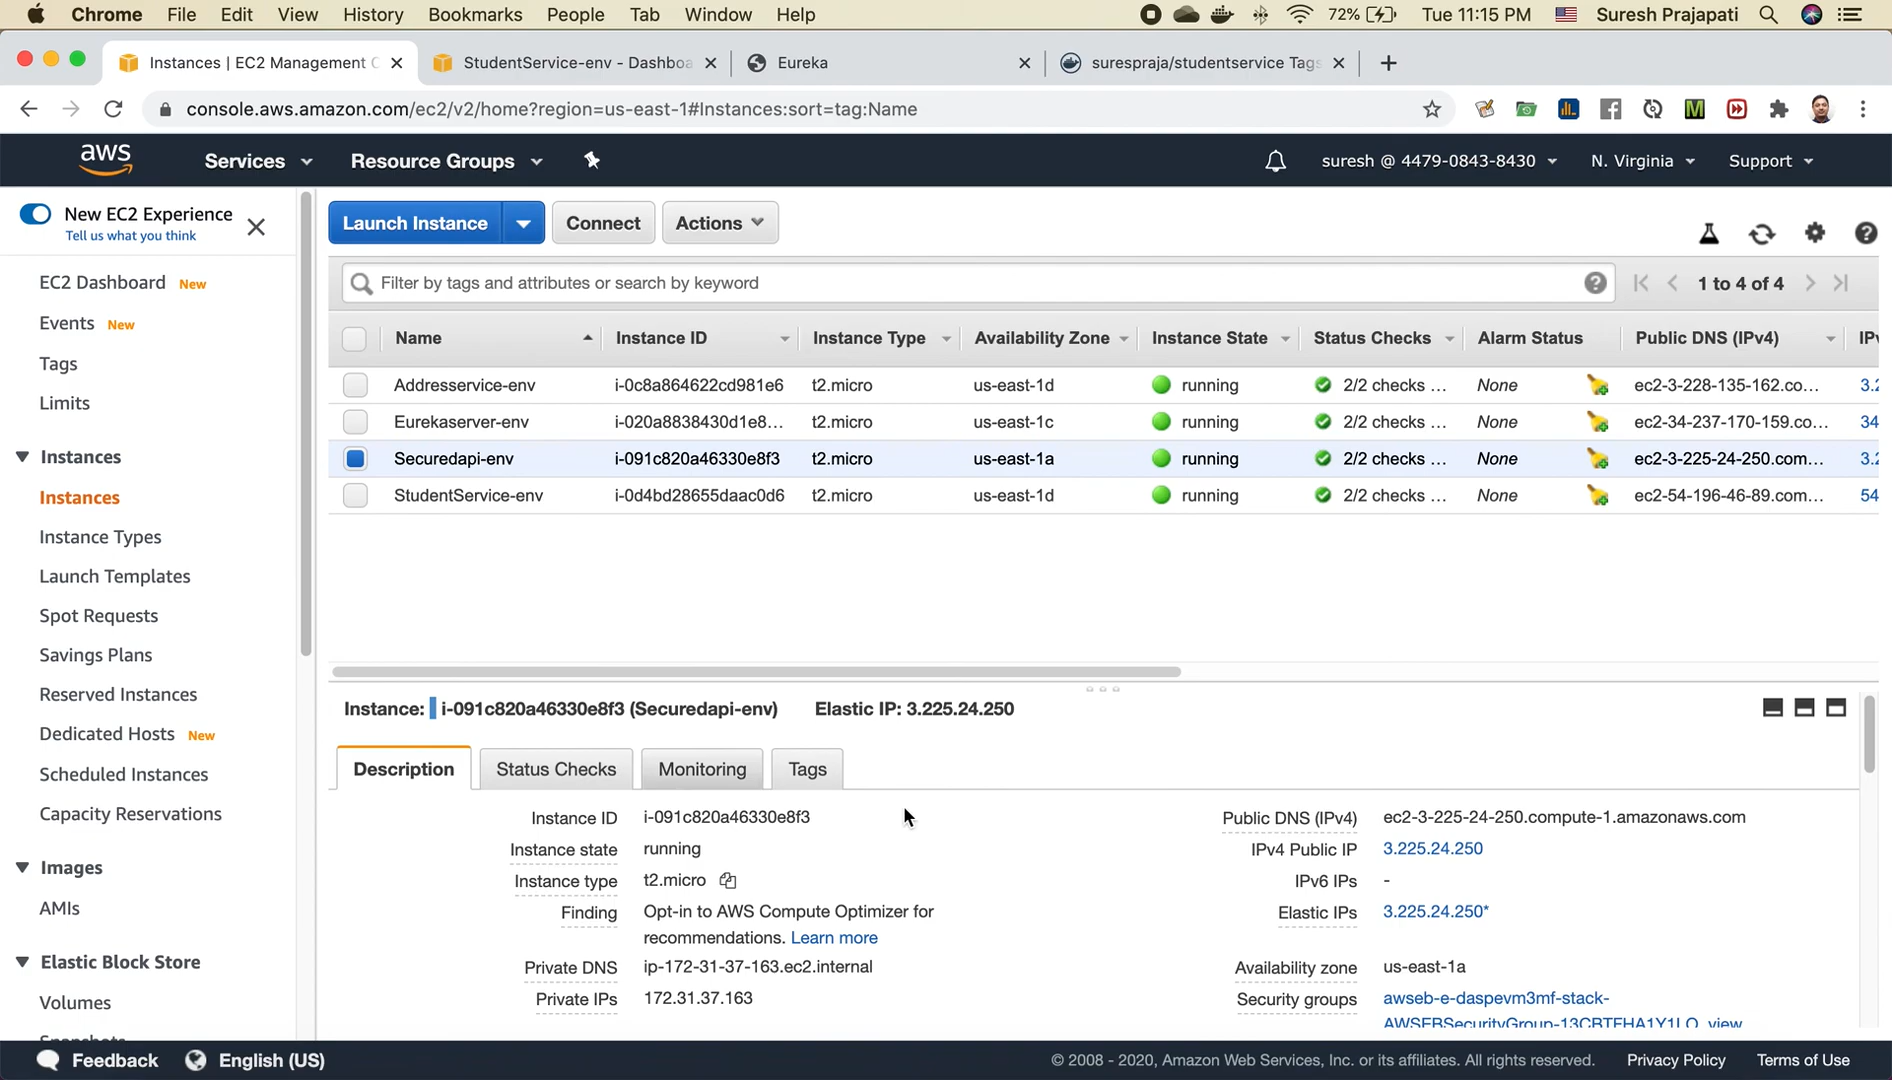 Chrome File Edit View History Bookmarks People Tab Window Help 72% Tue 11:15 PM Suresh Prajapati
Instances | EC2 Management C StudentService-env - Dashboa Eureka surespraja/studentservice Tags
console.aws.amazon.com/ec2/v2/home?region=us-east-1#Instances:sort=tag:Name
aws Services Resource Groups suresh @ 4479-0843-8430 N. Virginia Support
New EC2 Experience
Tell us what you think
EC2 Dashboard New
Events New
Tags
Limits
Instances
Instances
Instance Types
Launch Templates
Spot Requests
Savings Plans
Reserved Instances
Dedicated Hosts New
Scheduled Instances
Capacity Reservations
Images
AMIs
Elastic Block Store
Volumes
Snapshots
Launch Instance Connect Actions
Filter by tags and attributes or search by keyword 1 to 4 of 4
Name Instance ID Instance Type Availability Zone Instance State Status Checks Alarm Status Public DNS (IPv4) IPv
Addresservice-env i-0c8a864622cd981e6 t2.micro us-east-1d running 2/2 checks ... None ec2-3-228-135-162.co... 3.2
Eurekaserver-env i-020a8838430d1e8... t2.micro us-east-1c running 2/2 checks ... None ec2-34-237-170-159.co... 34
Securedapi-env i-091c820a46330e8f3 t2.micro us-east-1a running 2/2 checks ... None ec2-3-225-24-250.com... 3.2
StudentService-env i-0d4bd28655daac0d6 t2.micro us-east-1d running 2/2 checks ... None ec2-54-196-46-89.com... 54
Instance: i-091c820a46330e8f3 (Securedapi-env) Elastic IP: 3.225.24.250
Description Status Checks Monitoring Tags
Instance ID i-091c820a46330e8f3 Public DNS (IPv4) ec2-3-225-24-250.compute-1.amazonaws.com
Instance state running IPv4 Public IP 3.225.24.250
Instance type t2.micro IPv6 IPs -
Finding Opt-in to AWS Compute Optimizer for Elastic IPs 3.225.24.250*
recommendations. Learn more
Private DNS ip-172-31-37-163.ec2.internal Availability zone us-east-1a
Private IPs 172.31.37.163 Security groups awseb-e-daspevm3mf-stack-
AWSEBSecurityGroup-13CBTFHA1Y1LO view
Feedback English (US) © 2008 - 2020, Amazon Web Services, Inc. or its affiliates. All rights reserved. Privacy Policy Terms of Use